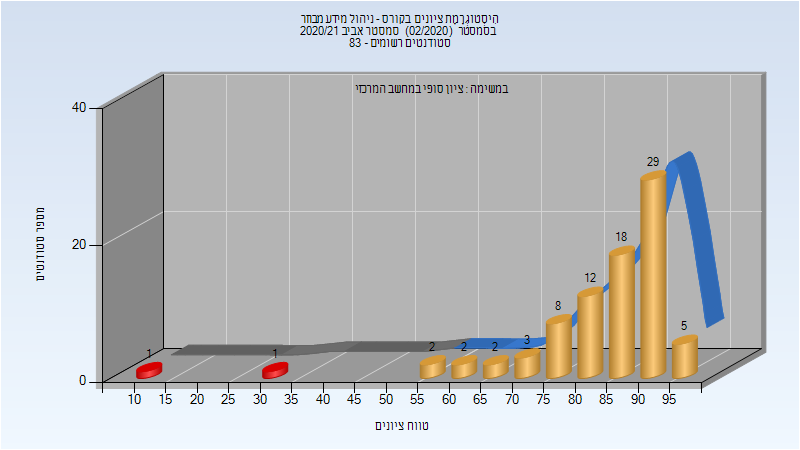 היסטוגרמת ציונים בקורס - ניהול מידע מבוזר
בסמסטר (02/2020) סמסטר אביב 2020/21
סטודנטים רשומים - 83
במשימה : ציון סופי במחשב המרכזי
מספר סטודנטים
40
20
0
1
1
2
2
2
3
8
12
18
29
5
10 15 20 25 30 35 40 45 50 55 60 65 70 75 80 85 90 95
טווח ציונים